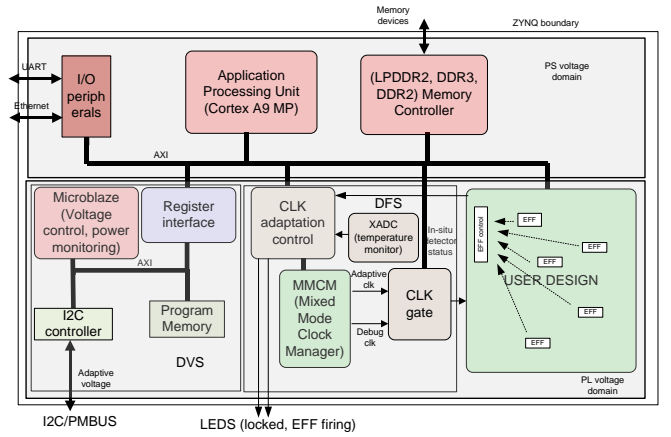 Memory
devices
ZYNQ boundary
UART
Ethernet
I/O
periph
erals
Application
Processing Unit
(Cortex A9 MP)
(LPDDR2, DDR3,
DDR2) Memory
Controller
PS voltage
domain
AXI
Microblaze
(Voltage
control, power
monitoring)
Register
interface
AXI
I2C
controller
Program
Memory
Adaptive
voltage
DVS
I2C/PMBUS
CLK
adaptation
control
DFS
XADC
(temperature
monitor)
In-situ
detector
status
MMCM
(Mixed
Mode
Clock
Manager)
Adaptive
clk
Debug
clk
CLK
gate
LEDS (locked, EFF firing)
EFF control
EFF
EFF
EFF
USER DESIGN
EFF
EFF
PL voltage
domain